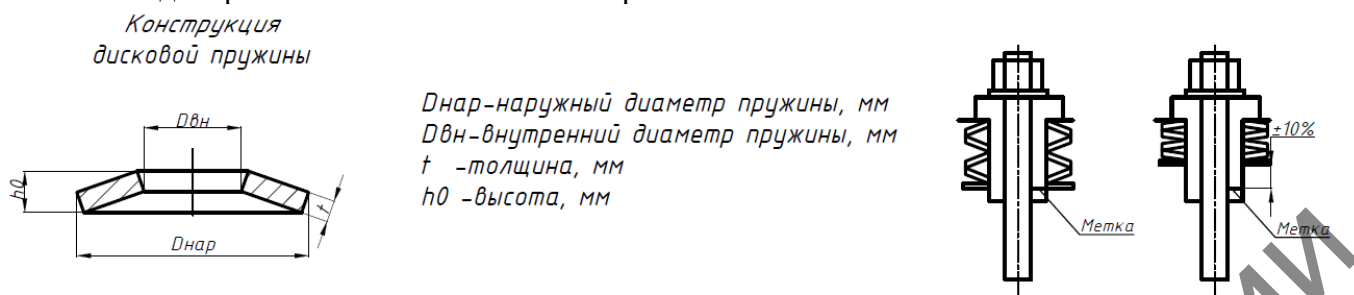 Конструкция
дисковой пружины
Dвн
h0
t
Dнар
Dнар-наружный диаметр пружины, мм
Dвн-внутренний диаметр пружины, мм
t -толщина, мм
h0 -высота, мм
±10%
Метка
Метка